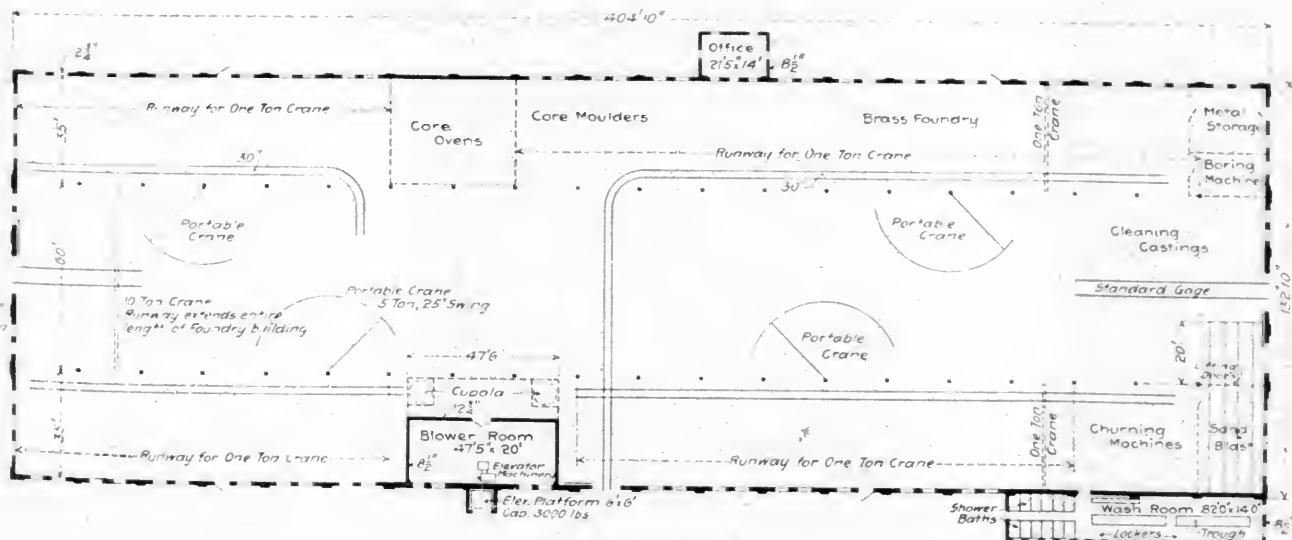 404'10"
2¾"
Office
21'5"x14'
8½"
Runway for One Ton Crane
Core
Ovens
Core Moulders
Brass Foundry
One Ton
Crane
Metal
Storage
Boring
Machine
35'
30'
Runway for One Ton Crane
30'
Portable
Crane
Portable
Crane
Cleaning
Castings
60'
Standard Gage
132'10"
10 Ton Crane
Runway extends entire
length of Foundry building
Portable Crane
5 Ton, 25' Swing
Portable
Crane
20'
47'6
Cupola
12¾"
35'
Blower Room
47'5"x 20'
8½"
Elevator
Machinery
Runway for One Ton Crane
Runway for One Ton Crane
One Ton
Crane
Churning
Machines
Sand
Blast
Elev. Platform 6'x6'
Cap. 3000 lbs
Shower
Baths
Wash Room 82'0"x14'0"
Lockers
Trough